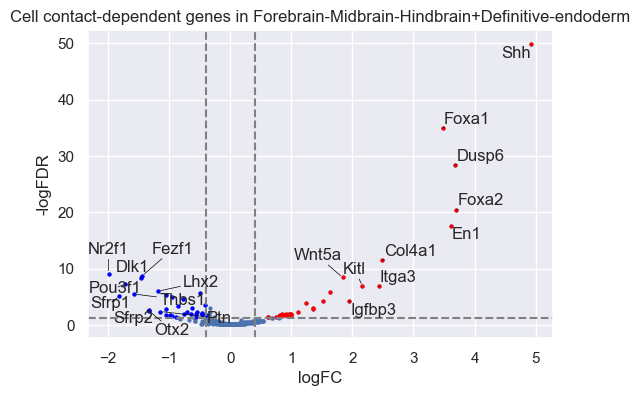 Cell contact-dependent genes in Forebrain-Midbrain-Hindbrain+Definitive-endoderm
50
Shh
40
Foxa1
30
Dusp6
-logFDR
20
Foxa2
En1
Nr2f1
Fezf1
Wnt5a
Col4a1
10
Dlk1
Kitl
Lhx2
Itga3
Pou3f1
Thbs1
Sfrp1
Igfbp3
Sfrp2
Ptn
Otx2
0
−2 −1 0 1 2 3 4 5
logFC